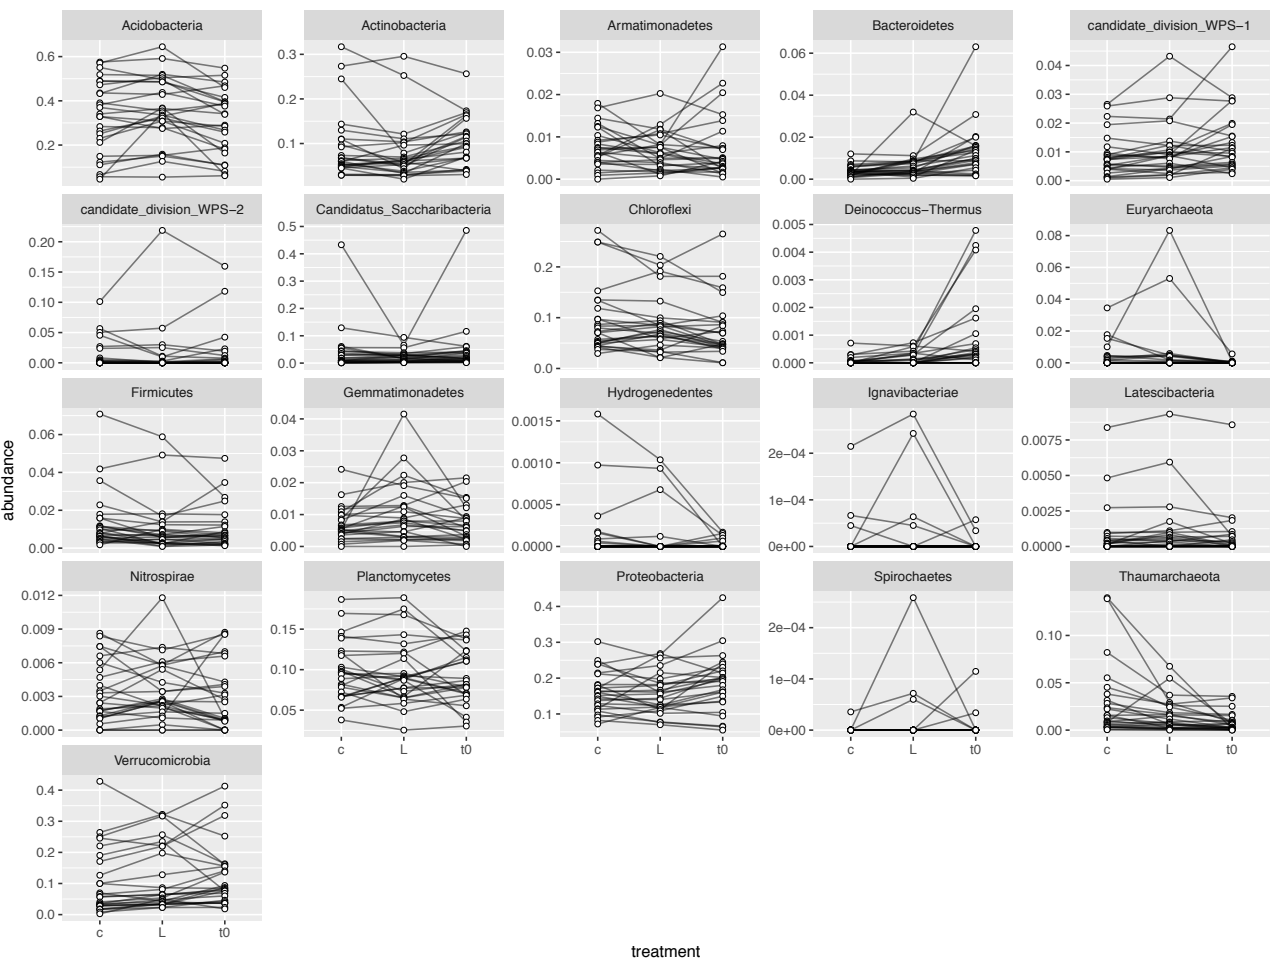 Acidobacteria Actinobacteria Armatimonadetes Bacteroidetes candidate_division_WPS−1
0.6 0.4 0.2
0.3 0.2 0.1
0.03 0.02 0.01 0.00
0.06 0.04 0.02 0.00
0.04 0.03 0.02 0.01 0.00
candidate_division_WPS−2 Candidatus_Saccharibacteria Chloroflexi Deinococcus−Thermus Euryarchaeota
0.20 0.15 0.10 0.05 0.00
0.5 0.4 0.3 0.2 0.1 0.0
0.2 0.1 0.0
0.005 0.004 0.003 0.002 0.001 0.000
0.08 0.06 0.04 0.02 0.00
Firmicutes Gemmatimonadetes Hydrogenedentes Ignavibacteriae Latescibacteria
0.06 0.04 0.02 0.00
0.04 0.03 0.02 0.01 0.00
0.0015 0.0010 0.0005 0.0000
2e−04 1e−04 0e+00
0.0075 0.0050 0.0025 0.0000
abundance
Nitrospirae Planctomycetes Proteobacteria Spirochaetes Thaumarchaeota
0.012 0.009 0.006 0.003 0.000
0.15 0.10 0.05
0.4 0.3 0.2 0.1
2e−04 1e−04 0e+00
0.10 0.05 0.00
c L t0 c L t0 c L t0 c L t0
Verrucomicrobia
0.4 0.3 0.2 0.1 0.0
c L t0
treatment